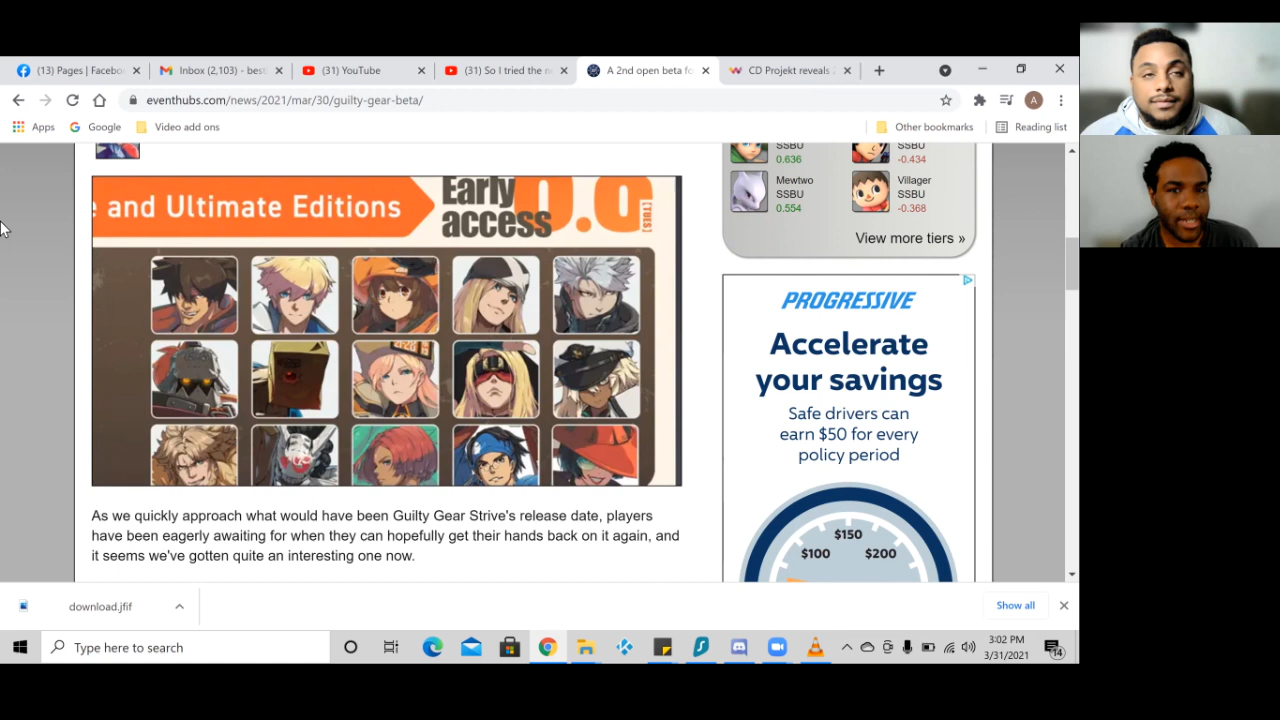 (13) Pages | Facebo
Inbox (2,103) - best
(31) YouTube
(31) So I tried the n
A 2nd open beta fo
CD Projekt reveals
eventhubs.com/news/2021/mar/30/guilty-gear-beta/
A
Apps
Google
Video add ons
Other bookmarks
Reading list
e and Ultimate Editions
Early
access
[TUES]
SSBU
0.636
SSBU
-0.434
Mewtwo
SSBU
0.554
Villager
SSBU
-0.368
View more tiers »
PROGRESSIVE
Accelerate
your savings
Safe drivers can
earn $50 for every
policy period
$100
$150
$200
As we quickly approach what would have been Guilty Gear Strive's release date, players
have been eagerly awaiting for when they can hopefully get their hands back on it again, and
it seems we've gotten quite an interesting one now.
download.jfif
Show all
Type here to search
3:02 PM
3/31/2021
14